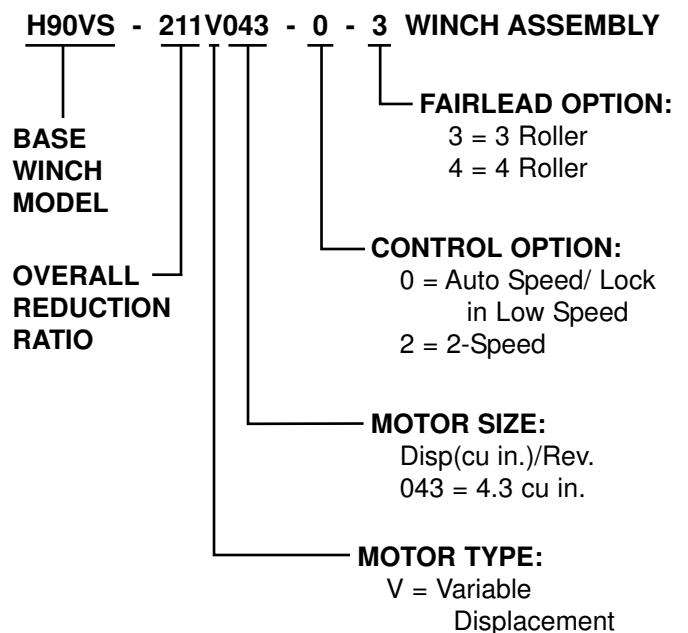 H90VS - 211V043 - 0 - 3 WINCH ASSEMBLY
FAIRLEAD OPTION:
3 = 3 Roller
4 = 4 Roller
BASE
WINCH
MODEL
CONTROL OPTION:
0 = Auto Speed/ Lock
in Low Speed
2 = 2-Speed
OVERALL
REDUCTION
RATIO
MOTOR SIZE:
Disp(cu in.)/Rev.
043 = 4.3 cu in.
MOTOR TYPE:
V = Variable
Displacement